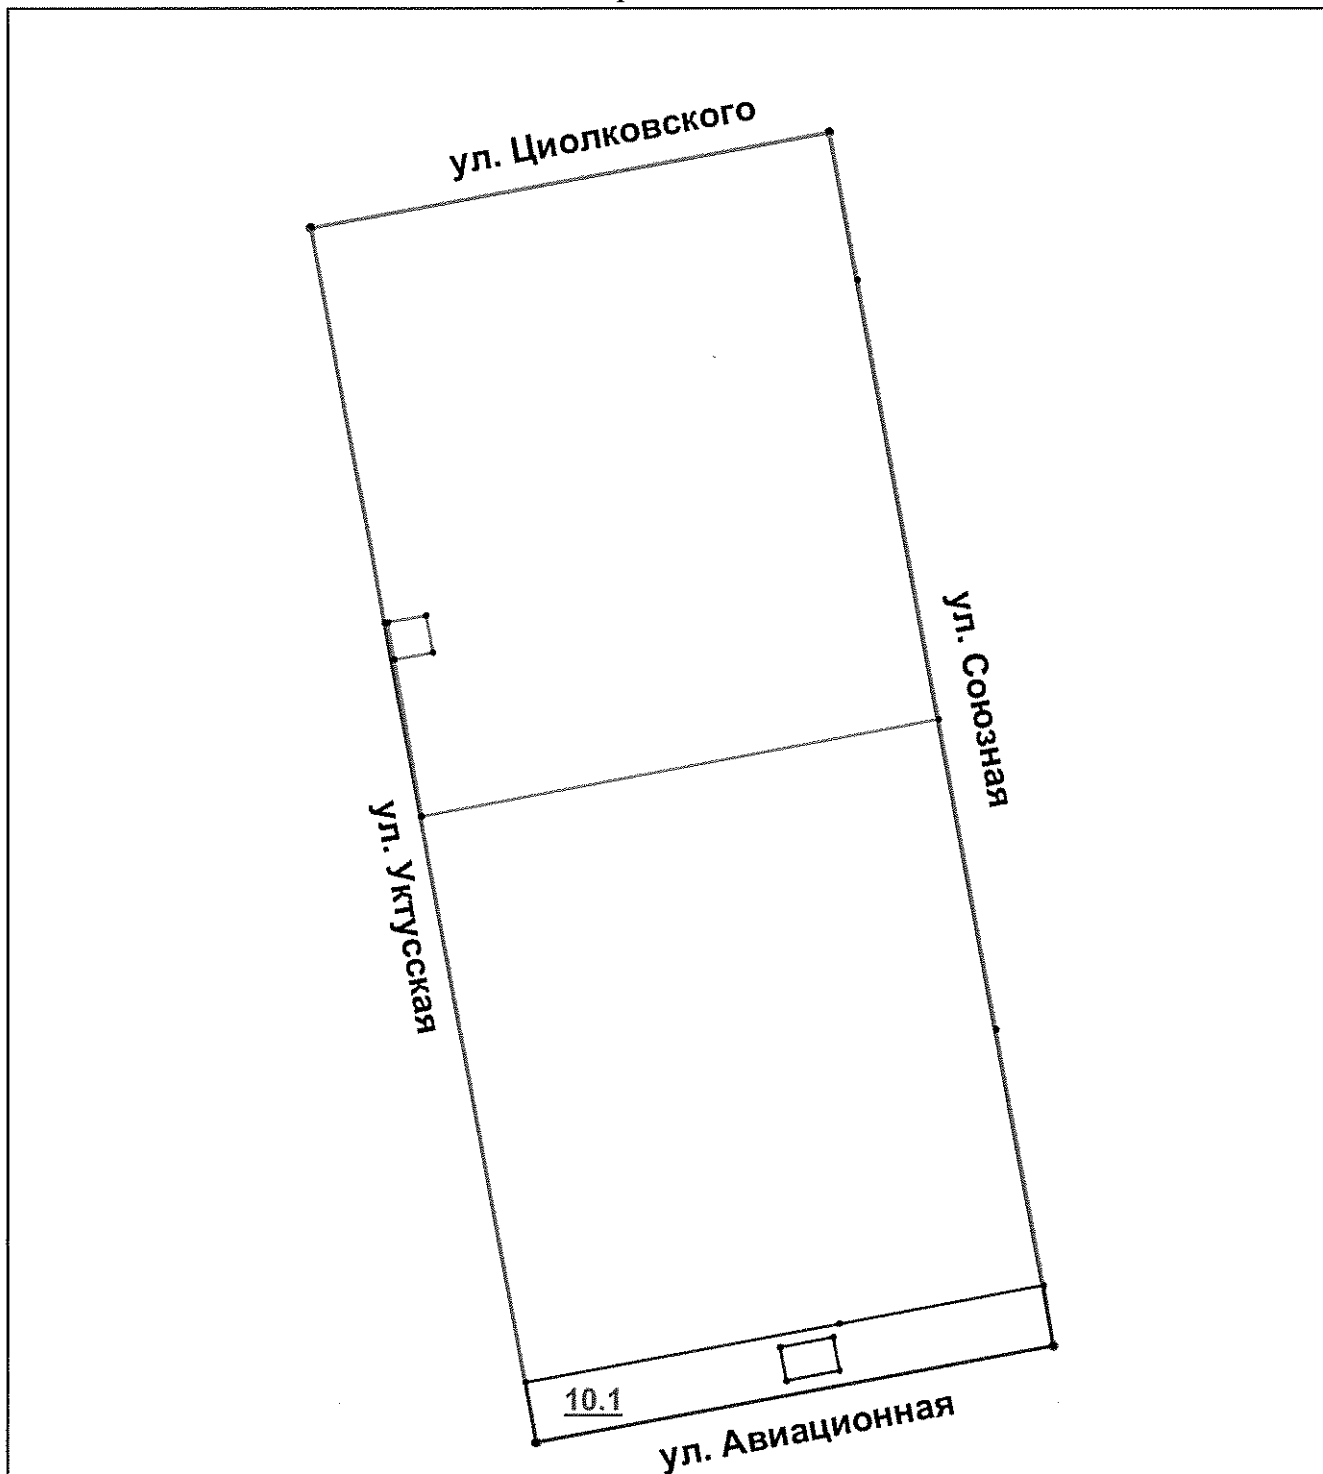 ул. Циолковского
ул. Союзная
ул. Уктусская
10.1
ул. Авиационная